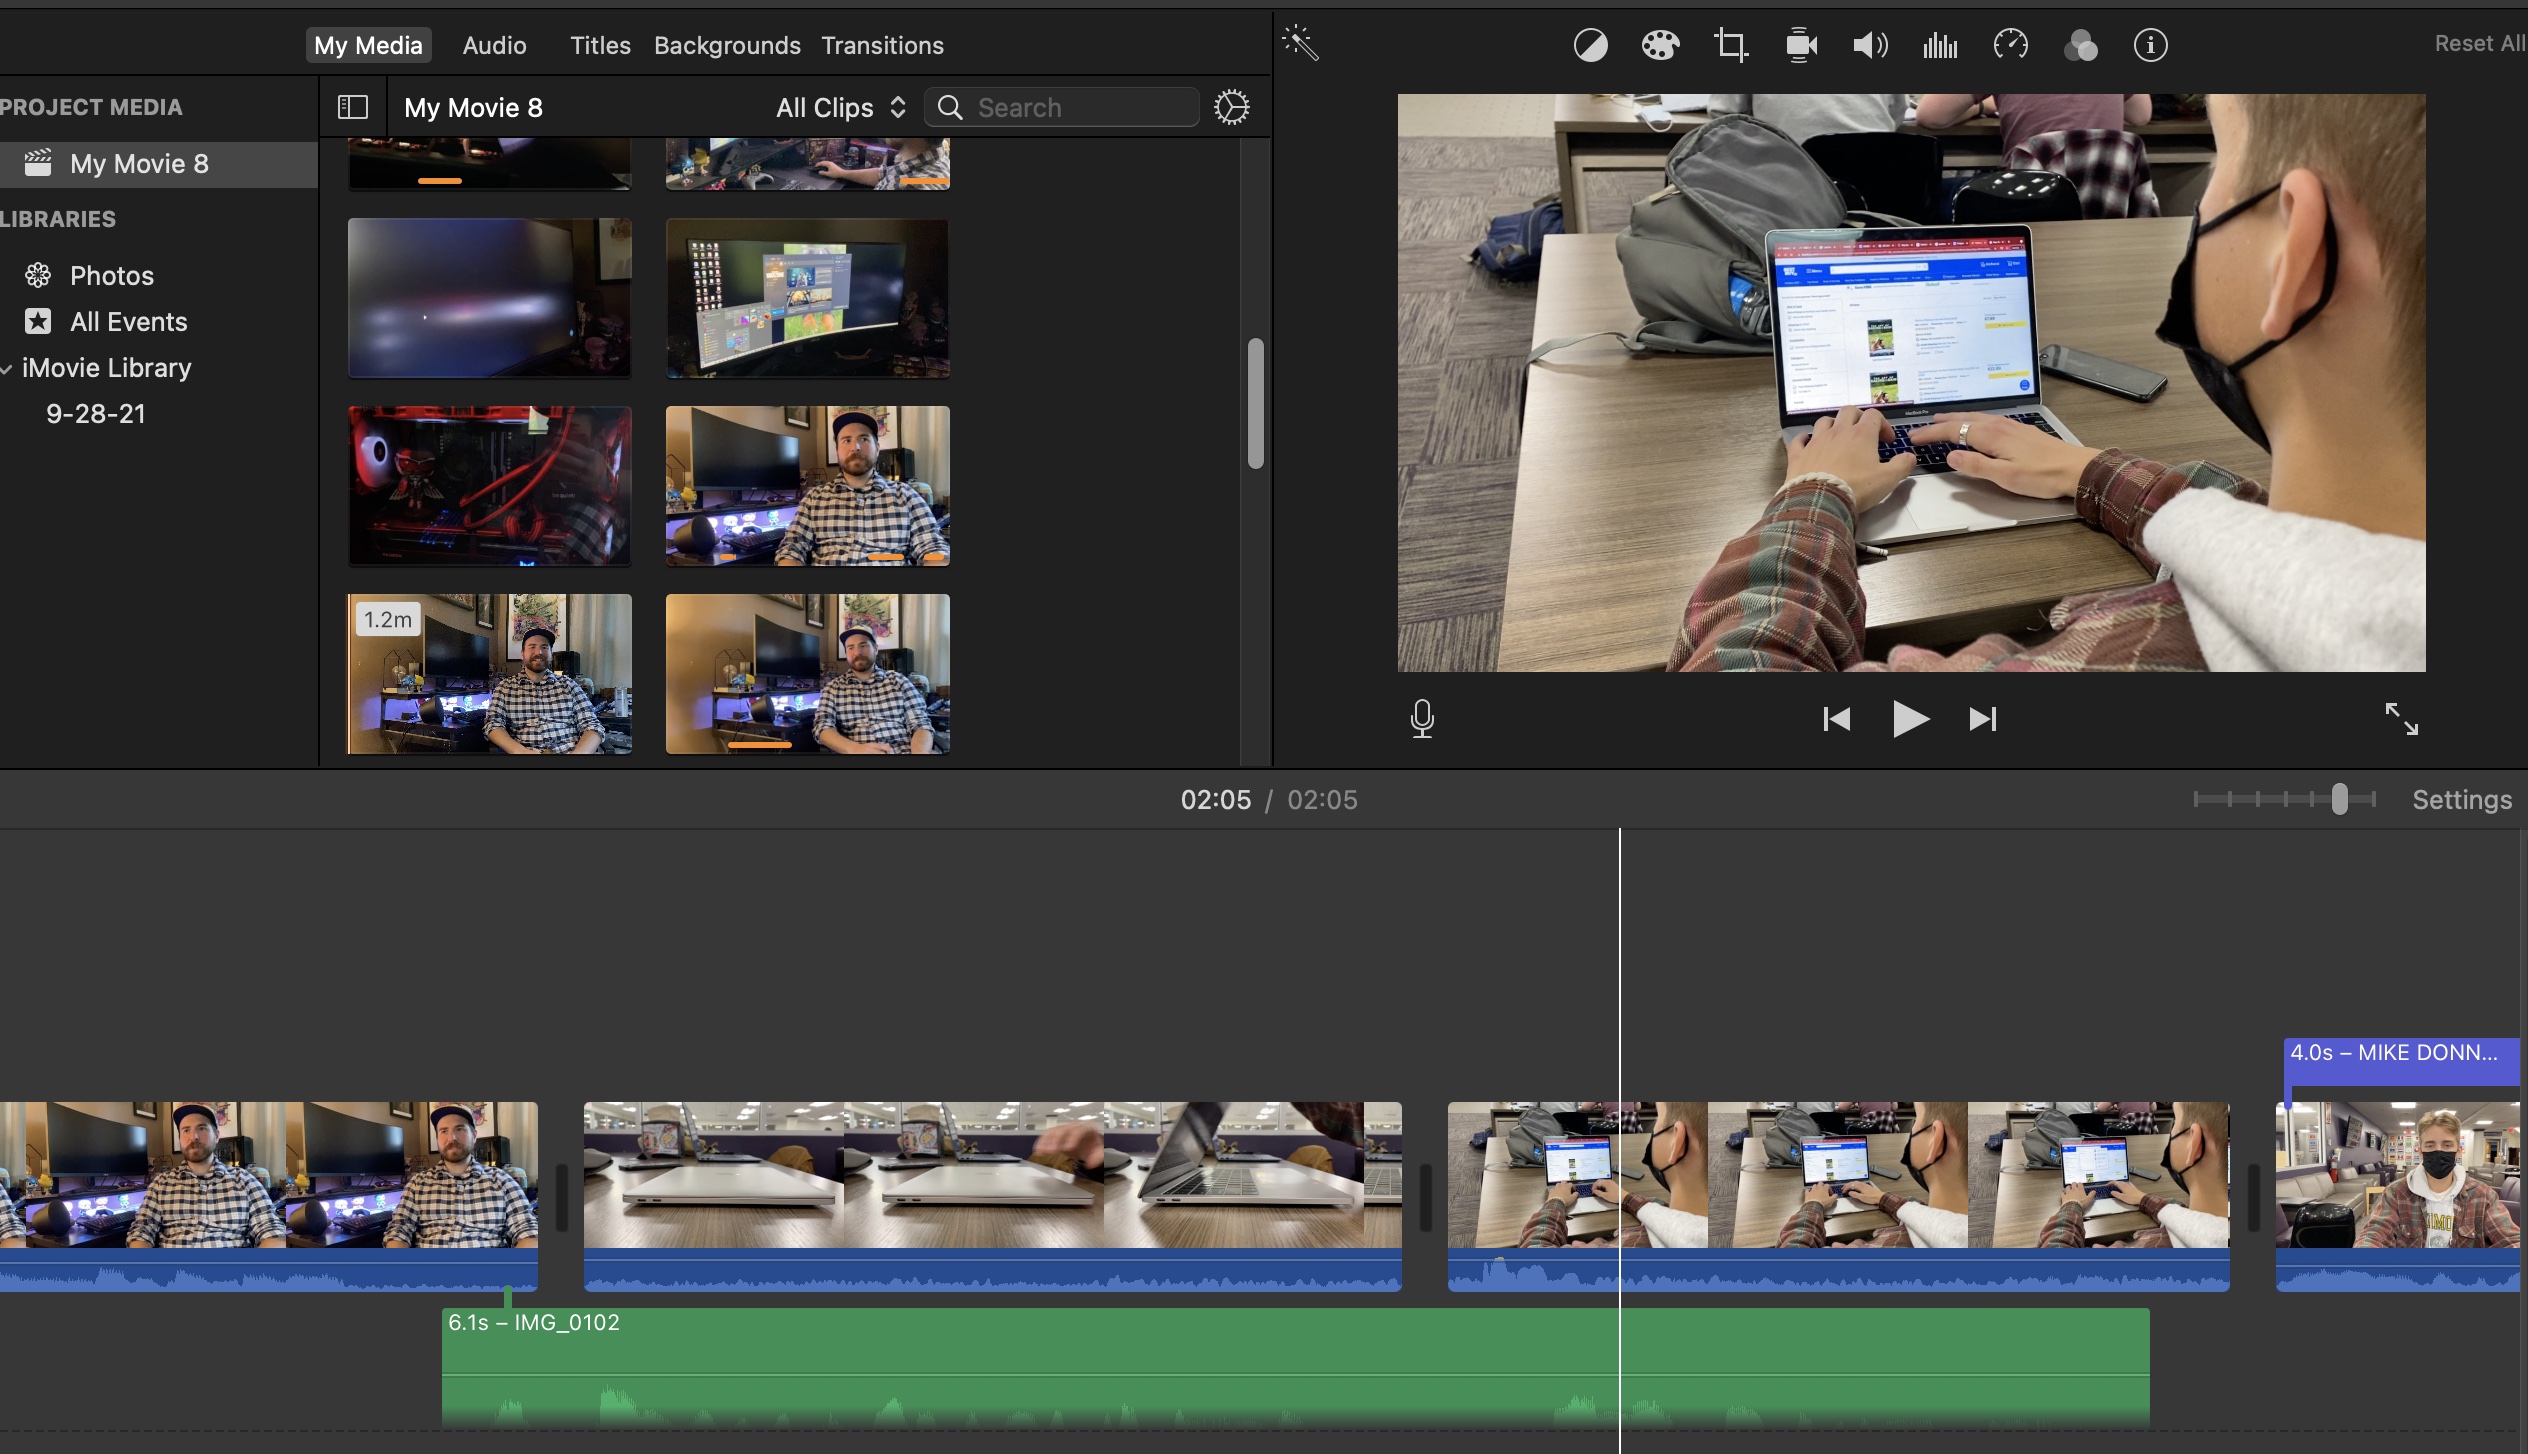 My Media Audio Titles Backgrounds Transitions
Reset All
PROJECT MEDIA
My Movie 8 All Clips Search
My Movie 8
LIBRARIES
Photos
All Events
iMovie Library
9-28-21
1.2m
MacBook Pro
02:05 / 02:05
Settings
4.0s – MIKE DONN...
6.1s – IMG_0102